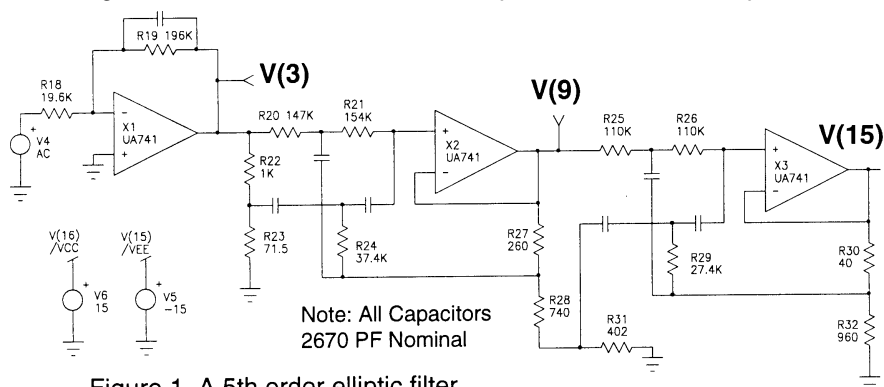 R19 196K
V(3)
R18
19.6K
X1
UA741
V4
AC
R20 147K
R21
154K
R22
1K
R23
71.5
R24
37.4K
X2
UA741
V(9)
R25
110K
R26
110K
V(15)
X3
UA741
R27
260
R28
740
R29
27.4K
R30
40
R31
402
R32
960
V(16)
/VCC
V6
15
V(15)
/VEE
V5
-15
Note: All Capacitors
2670 PF Nominal
Figure 1. A 5th order elliptic filter